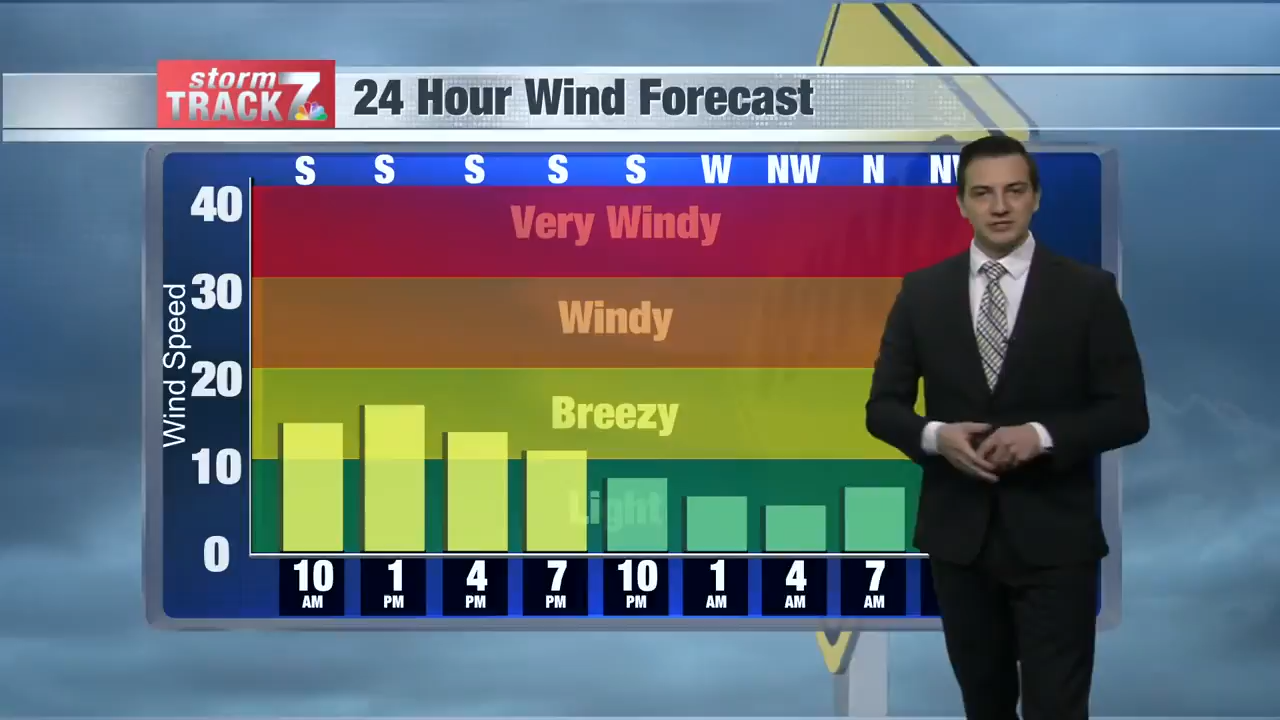 storm
TRACK 7
24 Hour Wind Forecast
S S S S S W NW N
40
30
20
10
0
Wind Speed
Very Windy
Windy
Breezy
Light
10 AM
1 PM
4 PM
7 PM
10 PM
1 AM
4 AM
7 AM